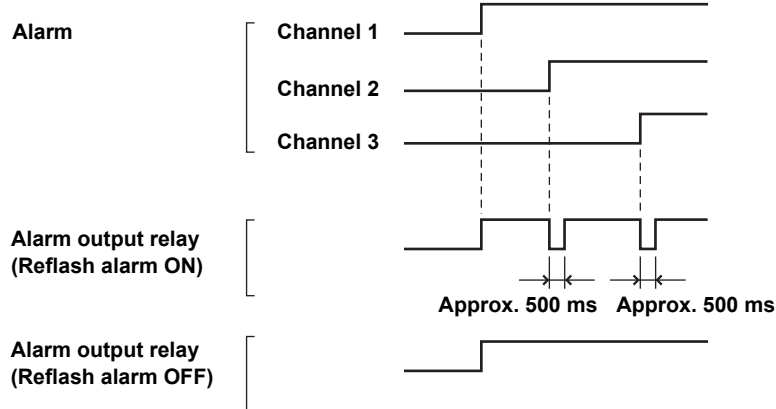 Alarm
Channel 1
Channel 2
Channel 3
Alarm output relay
(Reflash alarm ON)
Approx. 500 ms Approx. 500 ms
Alarm output relay
(Reflash alarm OFF)